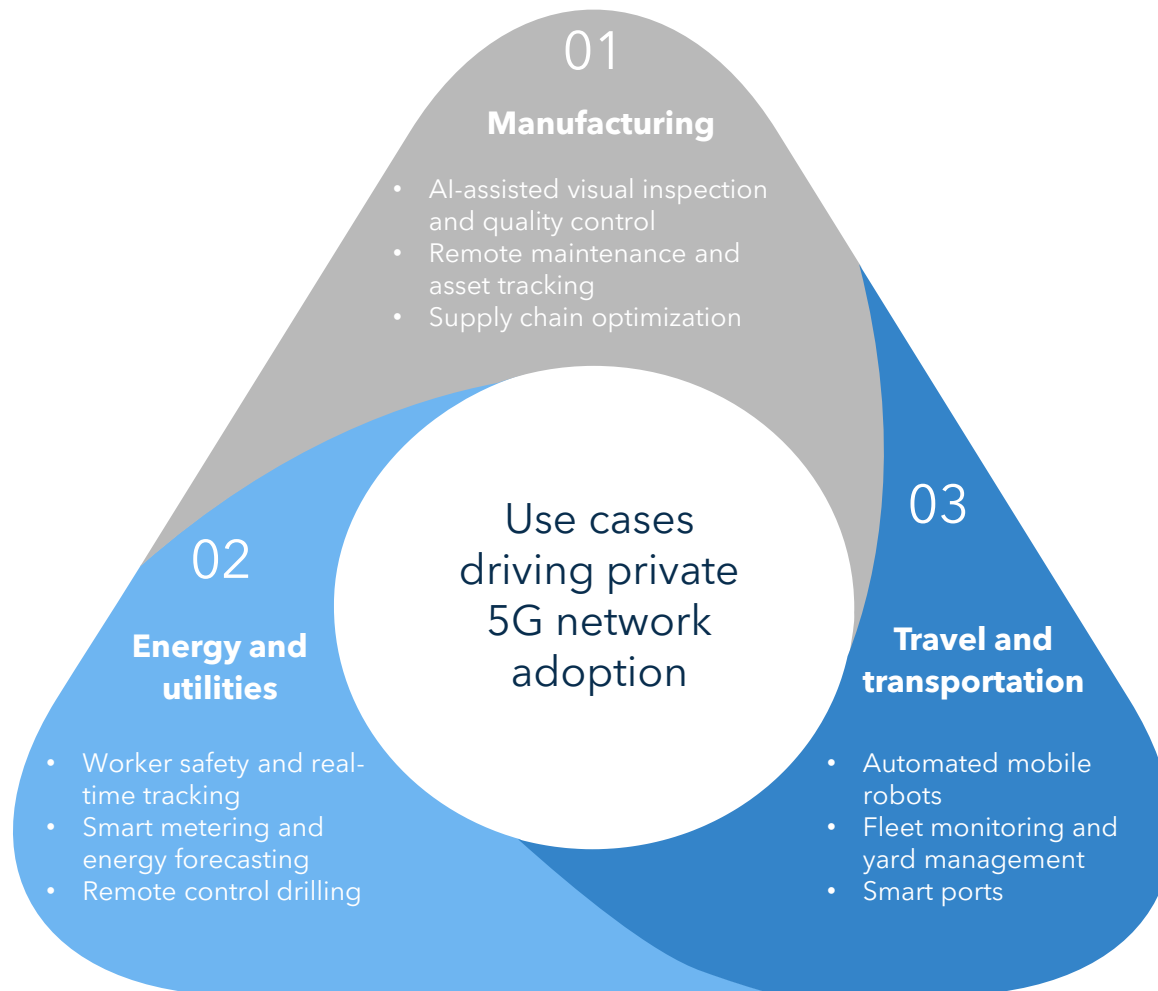 01
Manufacturing
• AI-assisted visual inspection
and quality control
• Remote maintenance and
asset tracking
• Supply chain optimization
Use cases
driving private
5G network
adoption
02
Energy and
utilities
• Worker safety and real-
time tracking
• Smart metering and
energy forecasting
• Remote control drilling
03
Travel and
transportation
• Automated mobile
robots
• Fleet monitoring and
yard management
• Smart ports